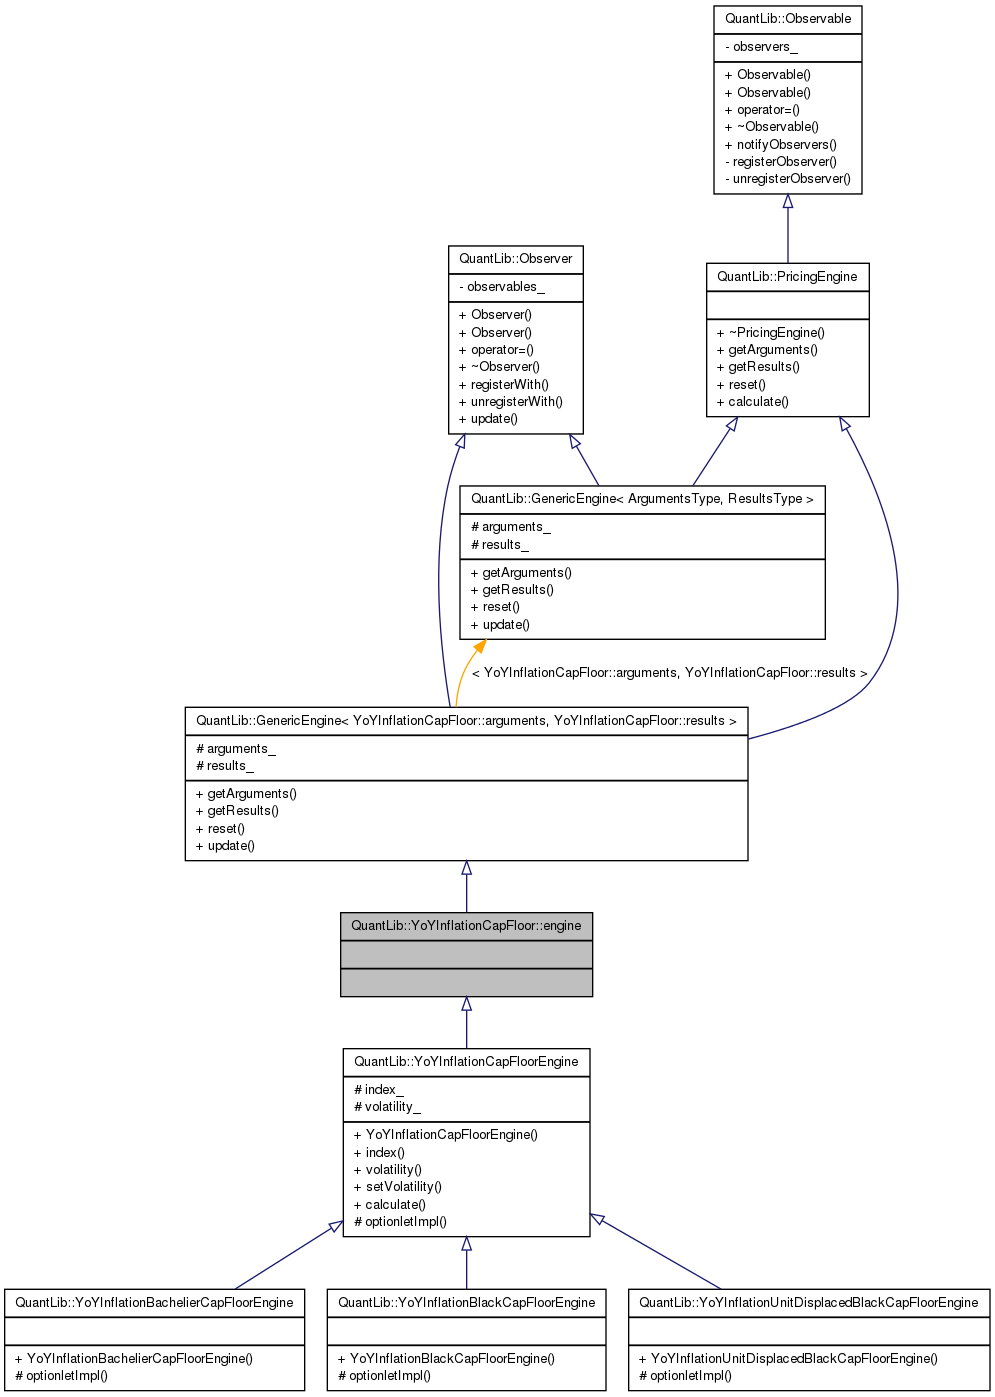 QuantLib::Observable
- observers_
+ Observable()
+ Observable()
+ operator=()
+ ~Observable()
+ notifyObservers()
- registerObserver()
- unregisterObserver()
QuantLib::Observer
- observables_
+ Observer()
+ Observer()
+ operator=()
+ ~Observer()
+ registerWith()
+ unregisterWith()
+ update()
QuantLib::PricingEngine
+ ~PricingEngine()
+ getArguments()
+ getResults()
+ reset()
+ calculate()
QuantLib::GenericEngine< ArgumentsType, ResultsType >
# arguments_
# results_
+ getArguments()
+ getResults()
+ reset()
+ update()
< YoYInflationCapFloor::arguments, YoYInflationCapFloor::results >
QuantLib::GenericEngine< YoYInflationCapFloor::arguments, YoYInflationCapFloor::results >
# arguments_
# results_
+ getArguments()
+ getResults()
+ reset()
+ update()
QuantLib::YoYInflationCapFloor::engine
QuantLib::YoYInflationCapFloorEngine
# index_
# volatility_
+ YoYInflationCapFloorEngine()
+ index()
+ volatility()
+ setVolatility()
+ calculate()
# optionletImpl()
QuantLib::YoYInflationBachelierCapFloorEngine
+ YoYInflationBachelierCapFloorEngine()
# optionletImpl()
QuantLib::YoYInflationBlackCapFloorEngine
+ YoYInflationBlackCapFloorEngine()
# optionletImpl()
QuantLib::YoYInflationUnitDisplacedBlackCapFloorEngine
+ YoYInflationUnitDisplacedBlackCapFloorEngine()
# optionletImpl()